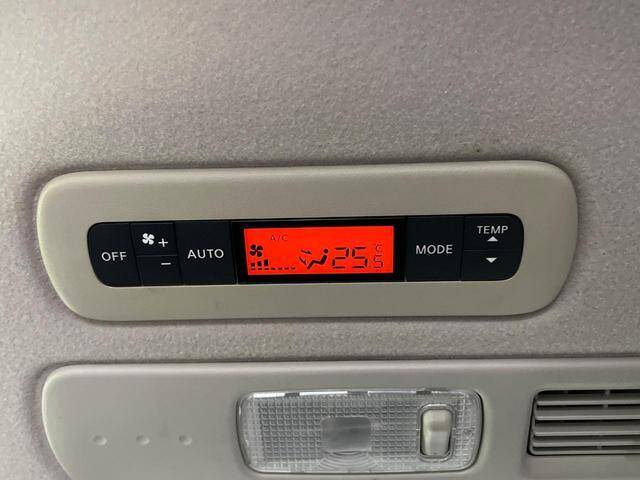 OFF
+
−
AUTO
A/C
25.5 °C
MODE
TEMP